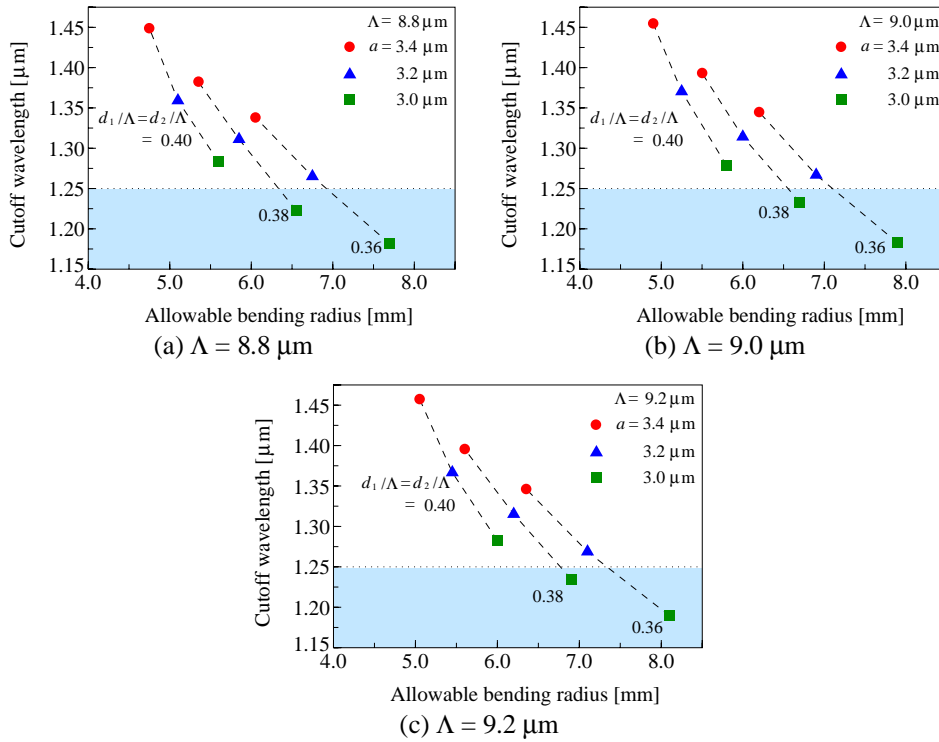 Cutoff wavelength [µm]
1.45
1.40
1.35
1.30
1.25
1.20
1.15
Λ = 8.8 µm
a = 3.4 µm
3.2 µm
3.0 µm
d1/Λ=d2/Λ
= 0.40
0.38
0.36
4.0 5.0 6.0 7.0 8.0
Allowable bending radius [mm]
(a) Λ = 8.8 µm
Cutoff wavelength [µm]
1.45
1.40
1.35
1.30
1.25
1.20
1.15
Λ = 9.0 µm
a = 3.4 µm
3.2 µm
3.0 µm
d1/Λ=d2/Λ
= 0.40
0.38
0.36
4.0 5.0 6.0 7.0 8.0
Allowable bending radius [mm]
(b) Λ = 9.0 µm
Cutoff wavelength [µm]
1.45
1.40
1.35
1.30
1.25
1.20
1.15
Λ = 9.2 µm
a = 3.4 µm
3.2 µm
3.0 µm
d1/Λ=d2/Λ
= 0.40
0.38
0.36
4.0 5.0 6.0 7.0 8.0
Allowable bending radius [mm]
(c) Λ = 9.2 µm